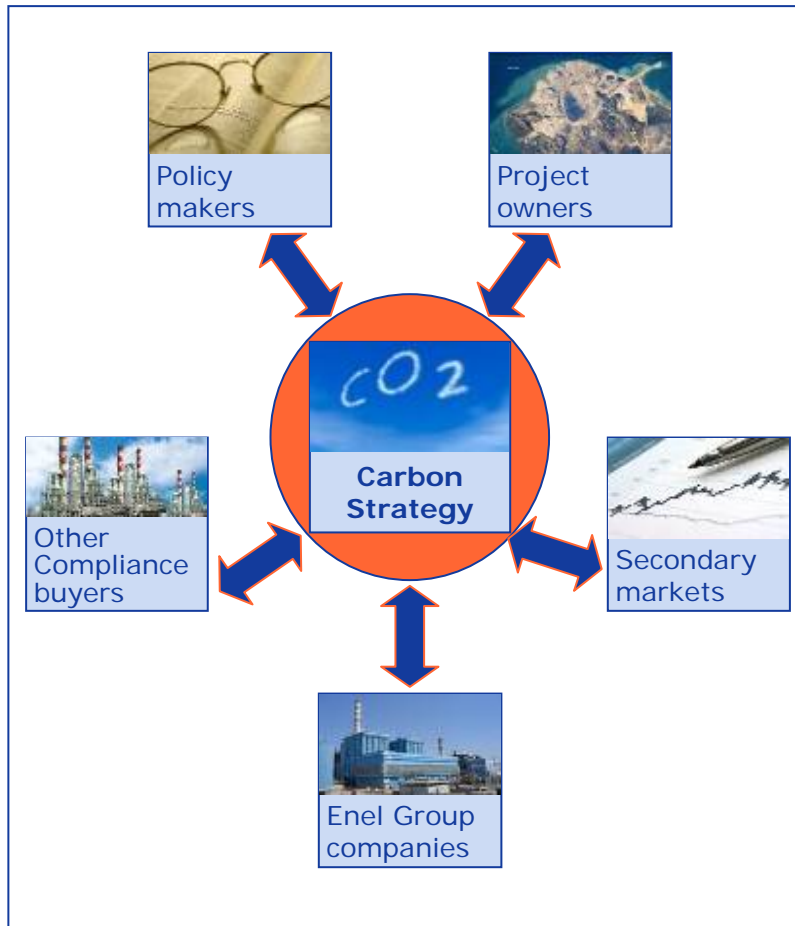 Policy
makers
Project
owners
CO2
Carbon
Strategy
Other
Compliance
buyers
Secondary
markets
Enel Group
companies